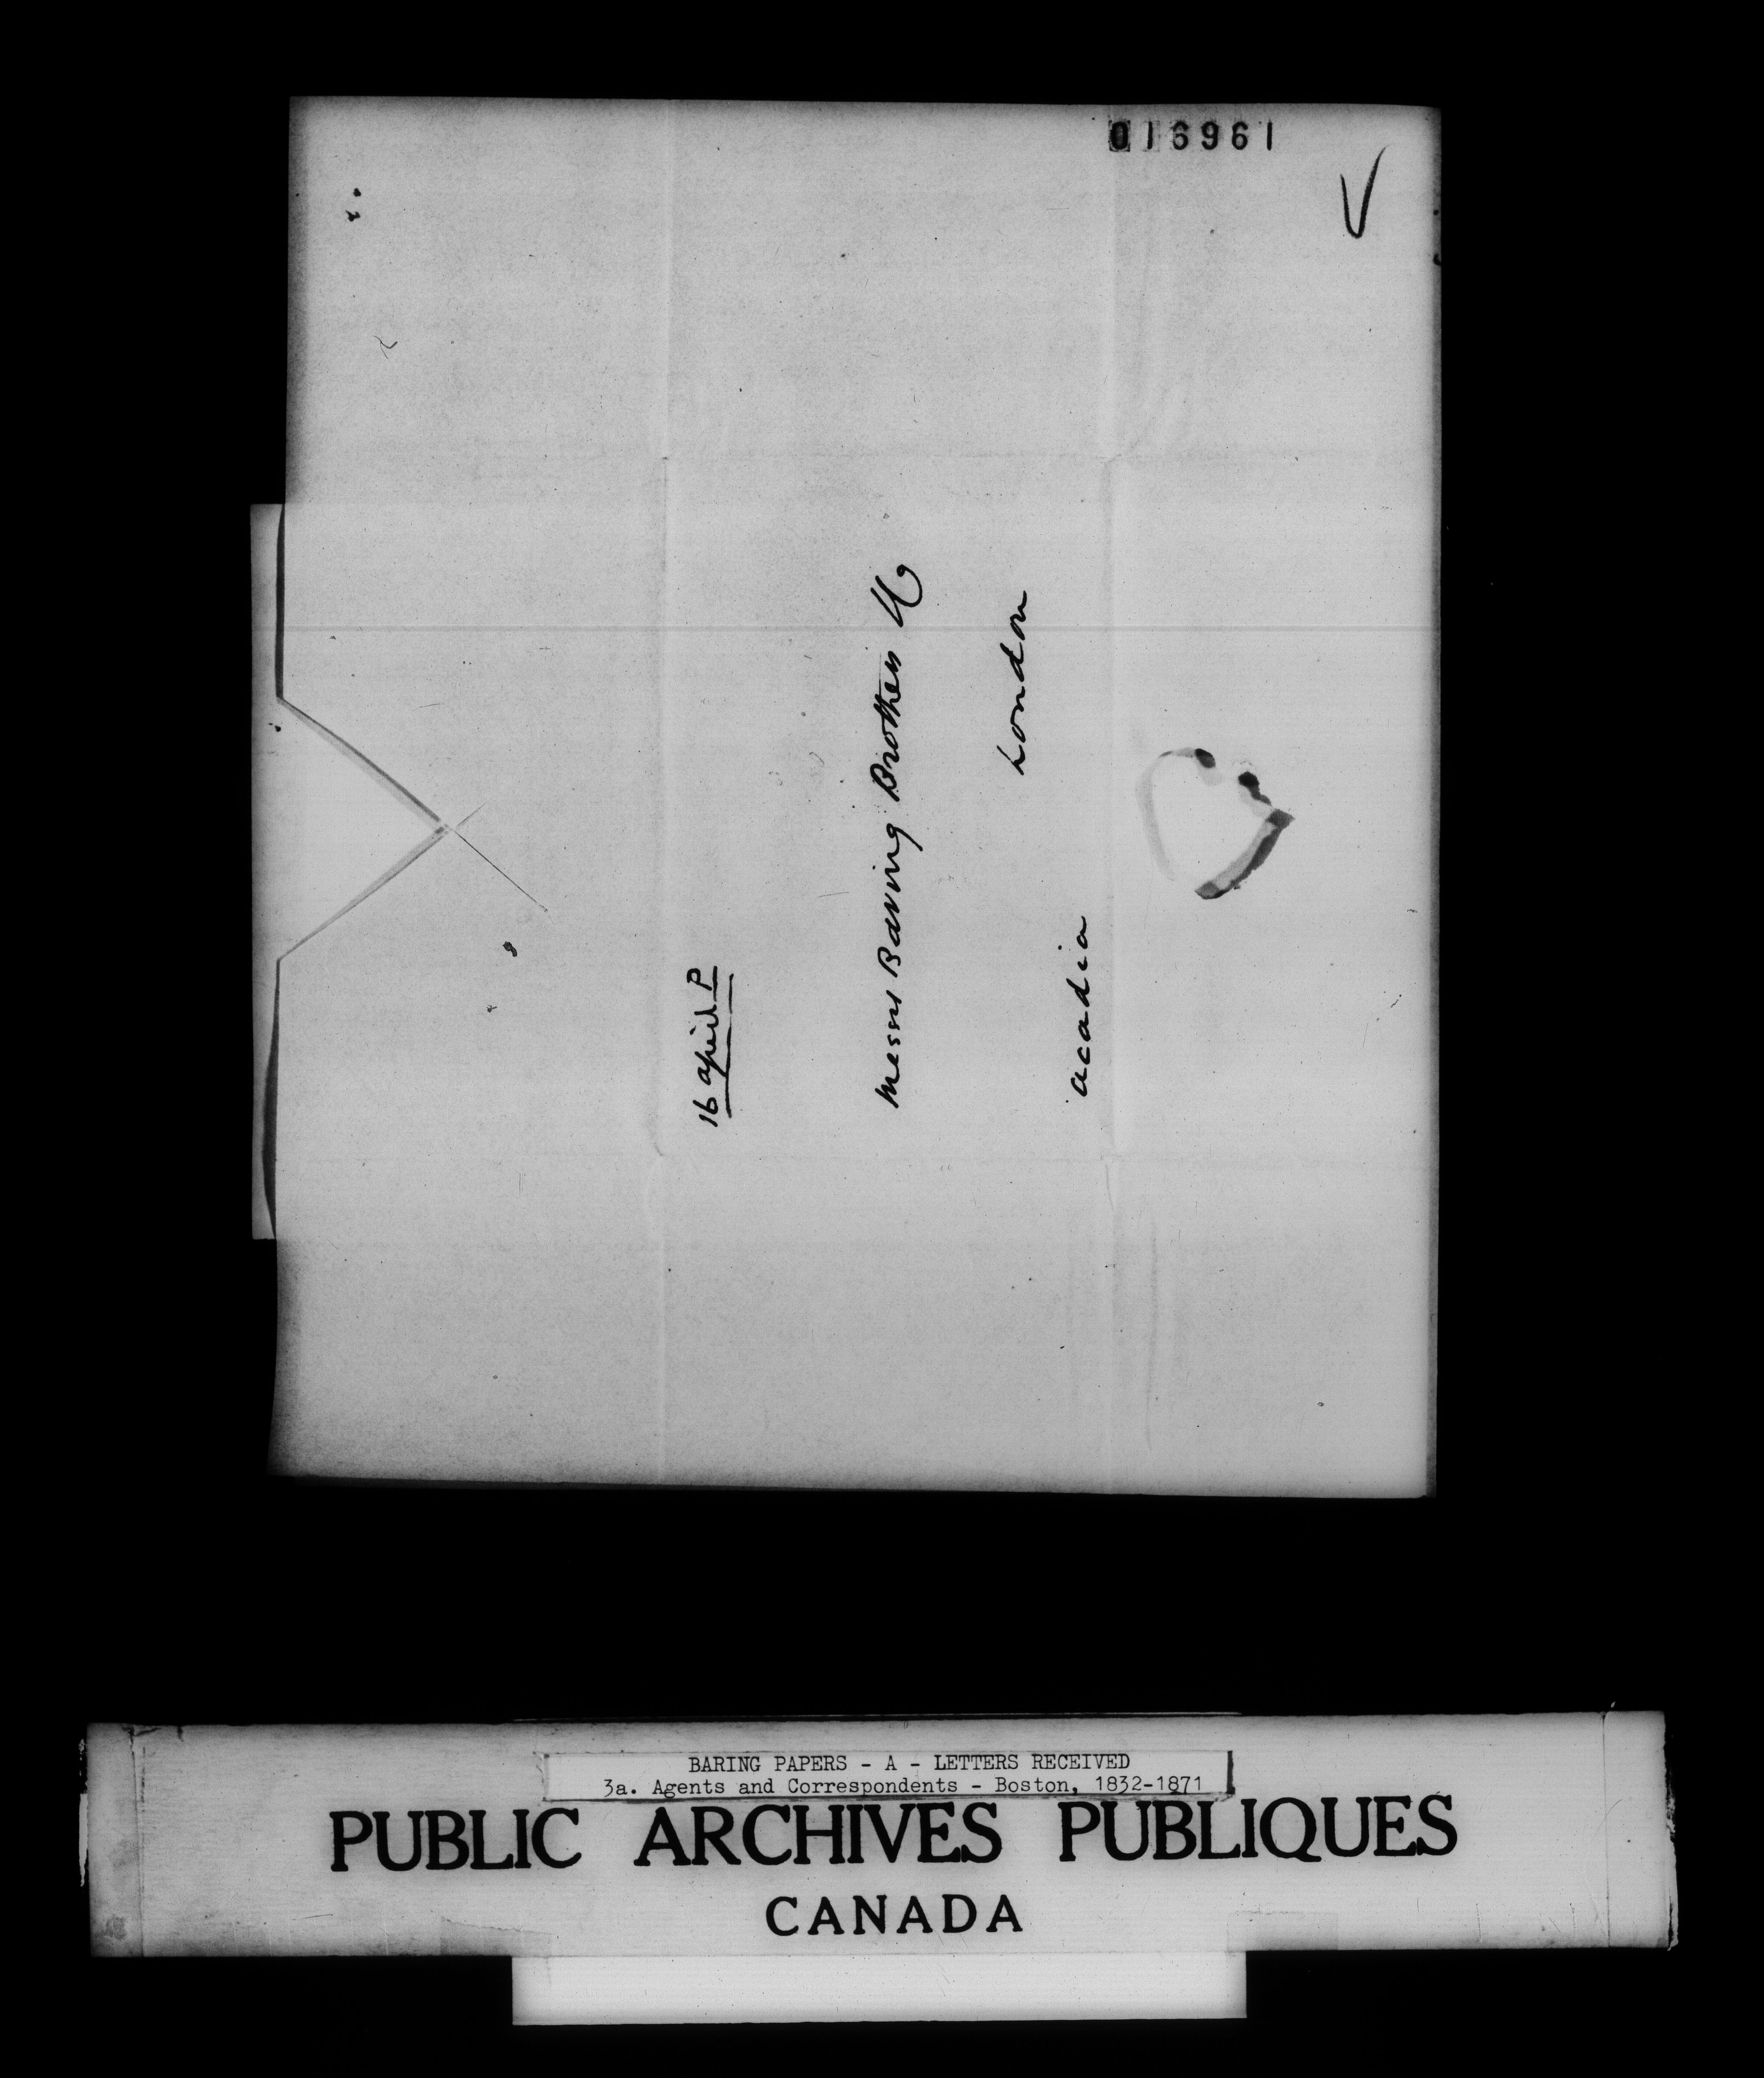 016961
16 april P
Messrs Baring Brothers & Co
London
acadia
BARING PAPERS - A - LETTERS RECEIVED
3a. Agents and Correspondents - Boston, 1832-1871
PUBLIC ARCHIVES PUBLIQUES
CANADA